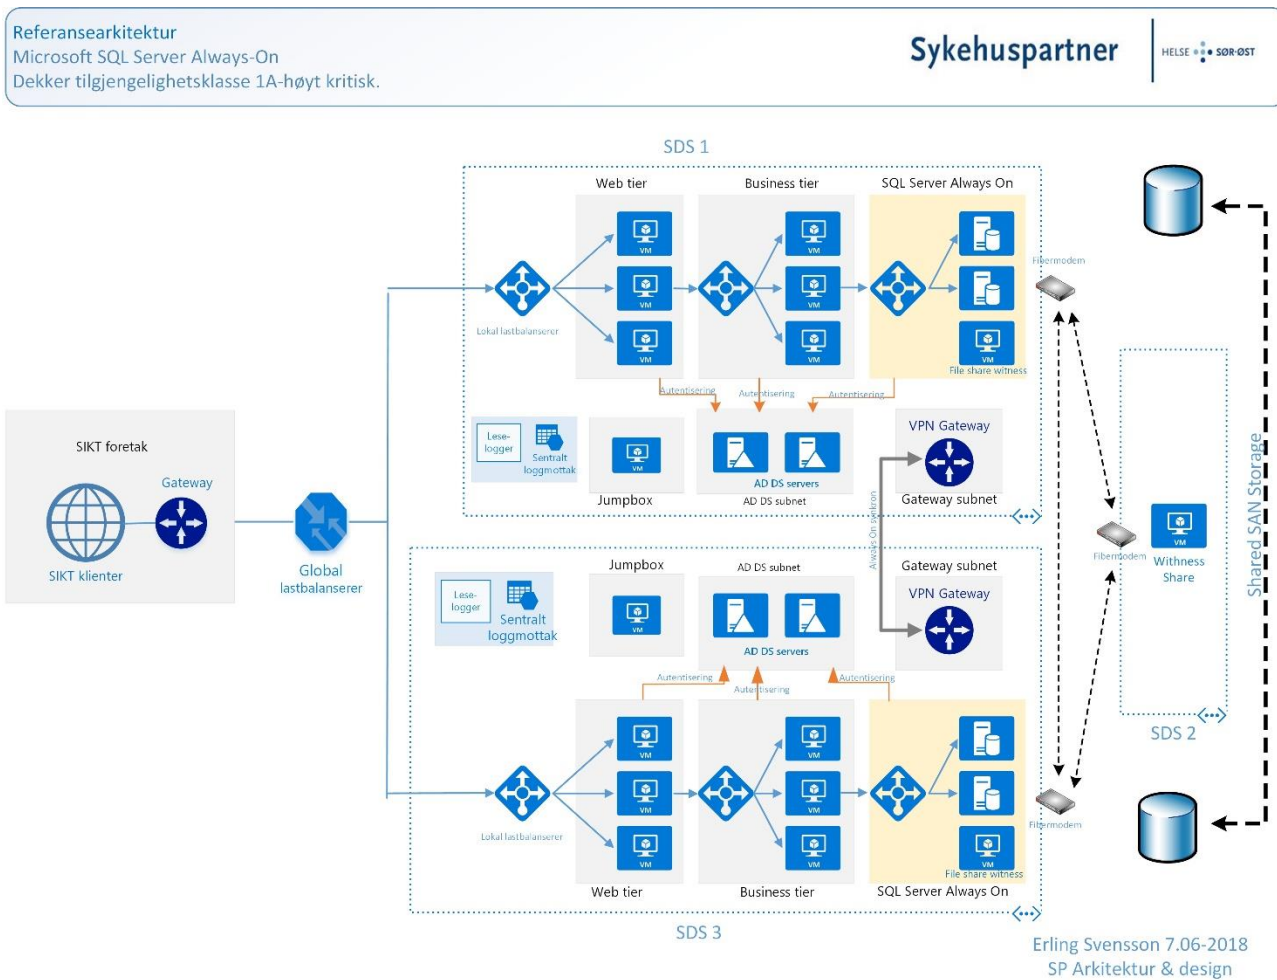 Referansearkitektur
Microsoft SQL Server Always-On
Dekker tilgjengelighetsklasse 1A-høyt kritisk.
Sykehuspartner
HELSE SØR-ØST
SDS 1
Web tier
Business tier
SQL Server Always On
VM
VM
VM
VM
VM
VM
VM
Lokal lastbalanserer
File share witness
Fibermodem
Autentisering
Autentisering
Autentisering
Lese-
logger
Sentralt
loggmottak
VM
Jumpbox
AD DS servers
AD DS subnet
VPN Gateway
Gateway subnet
SIKT foretak
Gateway
SIKT klienter
Global
lastbalanserer
Always On synkron
Fibermodem
VM
Withness
Share
SDS 2
Shared SAN Storage
Jumpbox
AD DS subnet
Gateway subnet
Lese-
logger
Sentralt
loggmottak
VM
AD DS servers
VPN Gateway
Autentisering
Autentisering
Autentisering
VM
VM
VM
VM
VM
VM
VM
Lokal lastbalanserer
File share witness
Fibermodem
Web tier
Business tier
SQL Server Always On
SDS 3
Erling Svensson 7.06-2018
SP Arkitektur & design